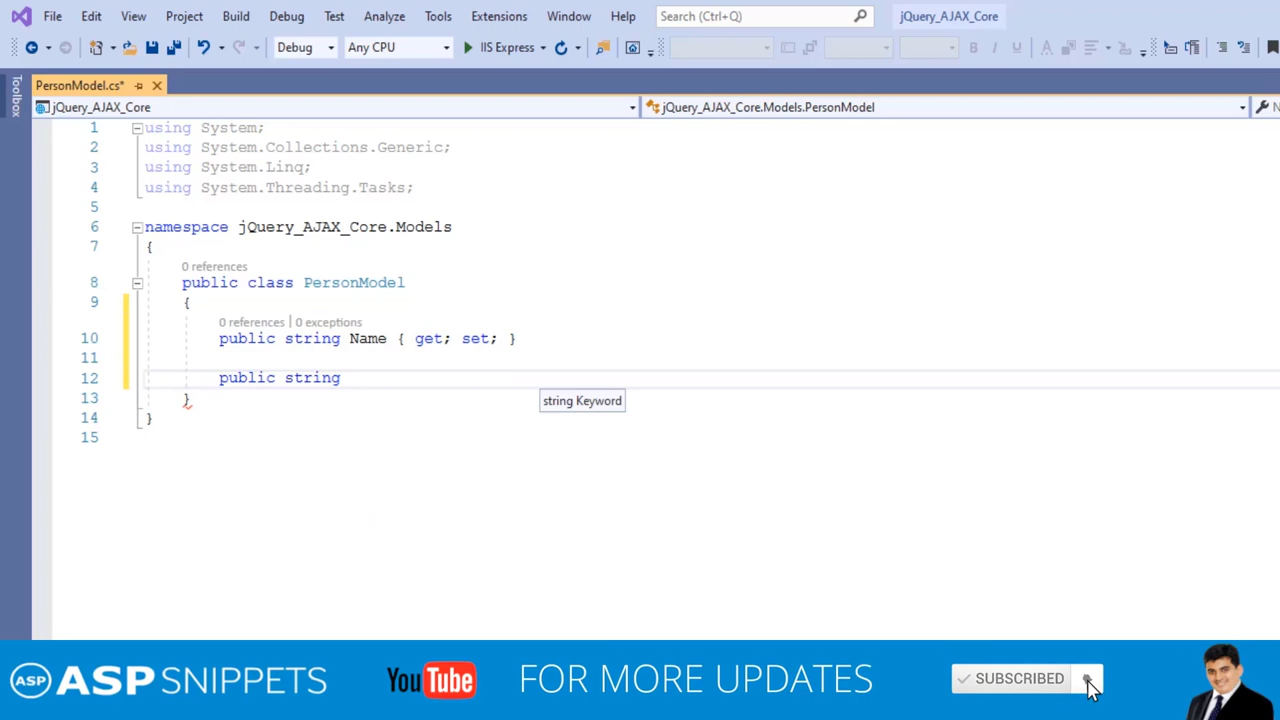 File Edit View Project Build Debug Test Analyze Tools Extensions Window Help Search (Ctrl+Q) jQuery_AJAX_Core
Debug Any CPU IIS Express
Toolbox
PersonModel.cs*
jQuery_AJAX_Core jQuery_AJAX_Core.Models.PersonModel N
1 using System;
2 using System.Collections.Generic;
3 using System.Linq;
4 using System.Threading.Tasks;
5
6 namespace jQuery_AJAX_Core.Models
7 {
0 references
8 public class PersonModel
9 {
0 references | 0 exceptions
10 public string Name { get; set; }
11
12 public string
string Keyword
13 }
14 }
15
ASP ASPSNIPPETS YouTube FOR MORE UPDATES SUBSCRIBED